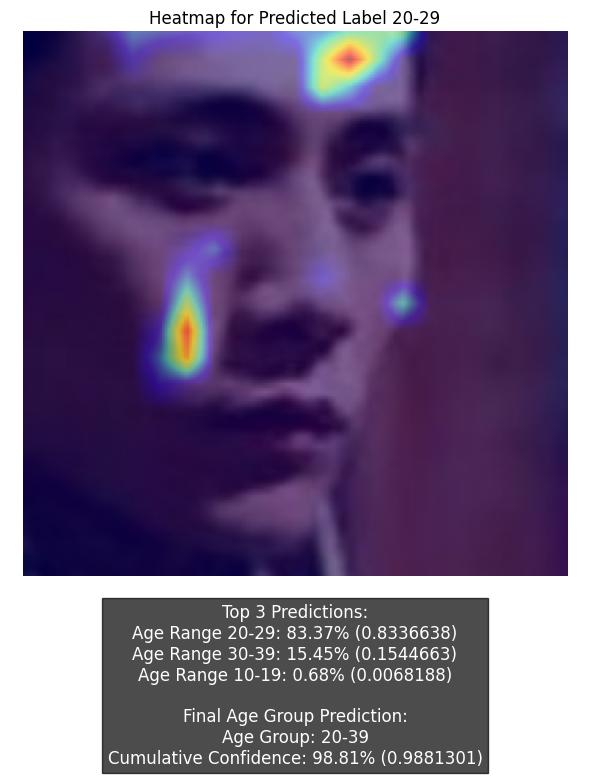 Heatmap for Predicted Label 20-29
Top 3 Predictions:
Age Range 20-29: 83.37% (0.8336638)
Age Range 30-39: 15.45% (0.1544663)
Age Range 10-19: 0.68% (0.0068188)
Final Age Group Prediction:
Age Group: 20-39
Cumulative Confidence: 98.81% (0.9881301)